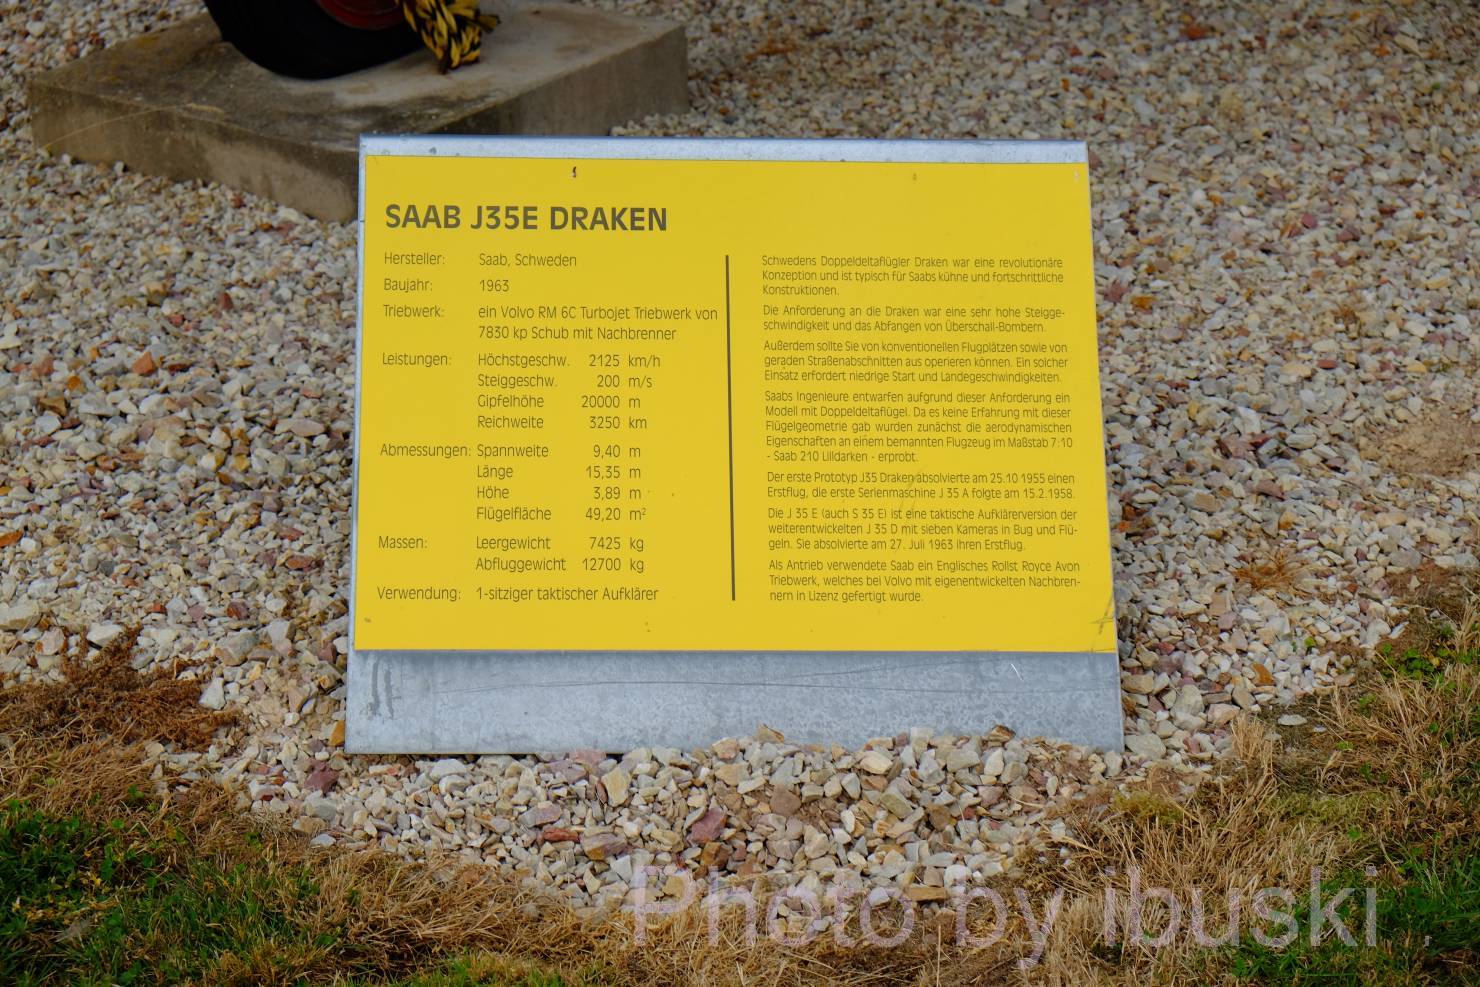 SAAB J35E DRAKEN
Hersteller: Saab, Schweden
Baujahr: 1963
Triebwerk: ein Volvo RM 6C Turbojet Triebwerk von
7830 kp Schub mit Nachbrenner
Leistungen: Höchstgeschw. 2125 km/h
Steiggeschw. 200 m/s
Gipfelhöhe 20000 m
Reichweite 3250 km
Abmessungen: Spannweite 9,40 m
Länge 15,35 m
Höhe 3,89 m
Flügelfläche 49,20 m²
Massen: Leergewicht 7425 kg
Abfluggewicht 12700 kg
Verwendung: 1-sitziger taktischer Aufklärer
Schwedens Doppeldeltaflügler Draken war eine revolutionäre
Konzeption und ist typisch für Saabs kühne und fortschrittliche
Konstruktionen.
Die Anforderung an die Draken war eine sehr hohe Steigge-
schwindigkeit und das Abfangen von Überschall-Bombern.
Außerdem sollte Sie von konventionellen Flugplätzen sowie von
geraden Straßenabschnitten aus operieren können. Ein solcher
Einsatz erfordert niedrige Start und Landegeschwindigkeiten.
Saabs Ingenieure entwarfen aufgrund dieser Anforderung ein
Modell mit Doppeldeltaflügel. Da es keine Erfahrung mit dieser
Flügelgeometrie gab wurden zunächst die aerodynamischen
Eigenschaften an einem bemannten Flugzeug im Maßstab 7:10
- Saab 210 Lilldarken - erprobt.
Der erste Prototyp J35 Draken absolvierte am 25.10 1955 einen
Erstflug, die erste Serienmaschine J 35 A folgte am 15.2.1958.
Die J 35 E (auch S 35 E) ist eine taktische Aufklärerversion der
weiterentwickelten J 35 D mit sieben Kameras in Bug und Flü-
geln. Sie absolvierte am 27. Juli 1963 ihren Erstflug.
Als Antrieb verwendete Saab ein Englisches Rollst Royce Avon
Triebwerk, welches bei Volvo mit eigenentwickelten Nachbren-
nern in Lizenz gefertigt wurde.
Photo by ibuski